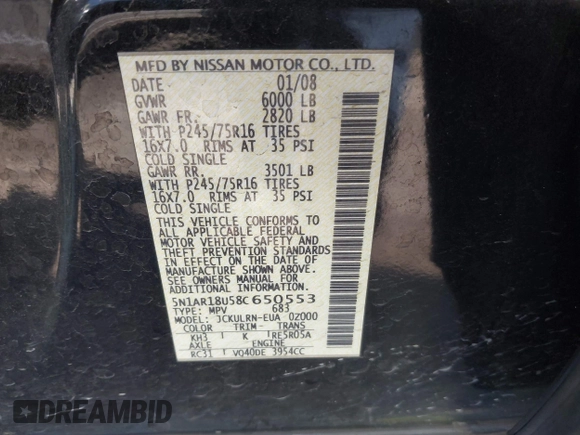 MFD BY NISSAN MOTOR CO., LTD.
DATE 01/08
GVWR 6000 LB
GAWR FR. 2820 LB
WITH P245/75R16 TIRES
16X7.0 RIMS AT 35 PSI
COLD SINGLE
GAWR RR. 3501 LB
WITH P245/75R16 TIRES
16X7.0 RIMS AT 35 PSI
COLD SINGLE
THIS VEHICLE CONFORMS TO
ALL APPLICABLE FEDERAL
MOTOR VEHICLE SAFETY AND
THEFT PREVENTION STANDARDS
IN EFFECT ON THE DATE OF
MANUFACTURE SHOWN ABOVE.
SEE OWNERS MANUAL FOR
ADDITIONAL INFORMATION.
5N1AR18U58C650553
TYPE: MPV 683
MODEL: JCKULRN-EUA 0Z000
COLOR TRIM- TRANS
KH3 K RE5R05A
AXLE ENGINE
RC31 VQ40DE 3954CC
DREAMBID